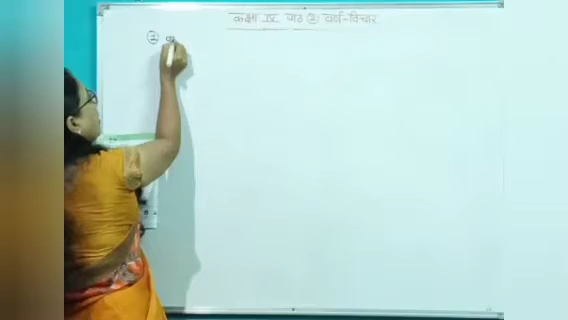 कक्षा IX पाठ ② वर्ण-विचार
② व